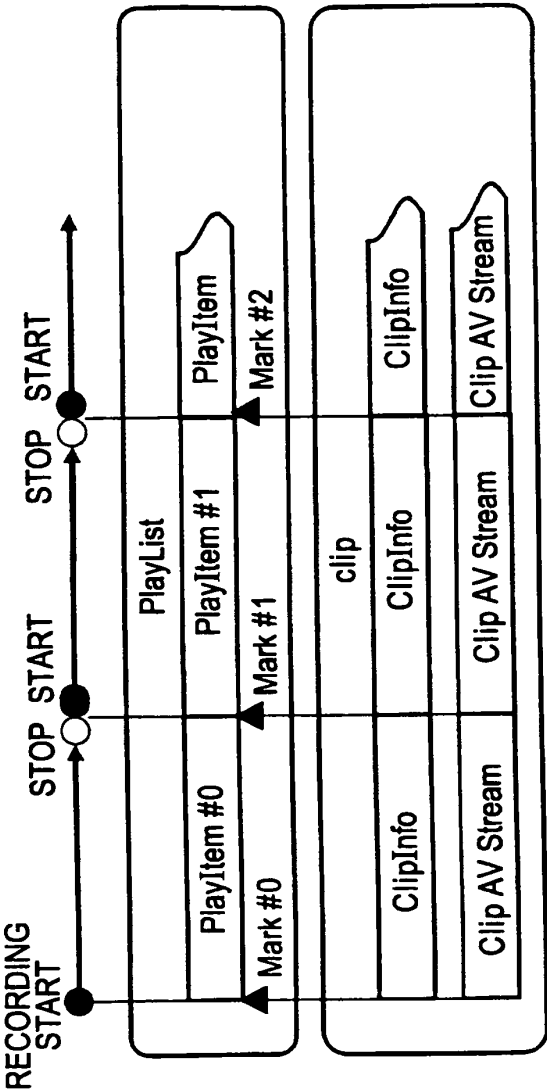 RECORDING
START
STOP START
STOP START
PlayList
PlayItem #0
PlayItem #1
PlayItem
Mark #0
Mark #1
Mark #2
clip
ClipInfo
ClipInfo
ClipInfo
Clip AV Stream
Clip AV Stream
Clip AV Stream